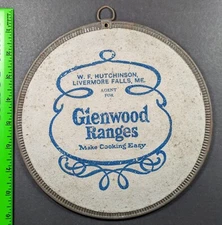 W. F. HUTCHINSON,
LIVERMORE FALLS, ME.
AGENT
FOR
Glenwood
Ranges
Make Cooking Easy